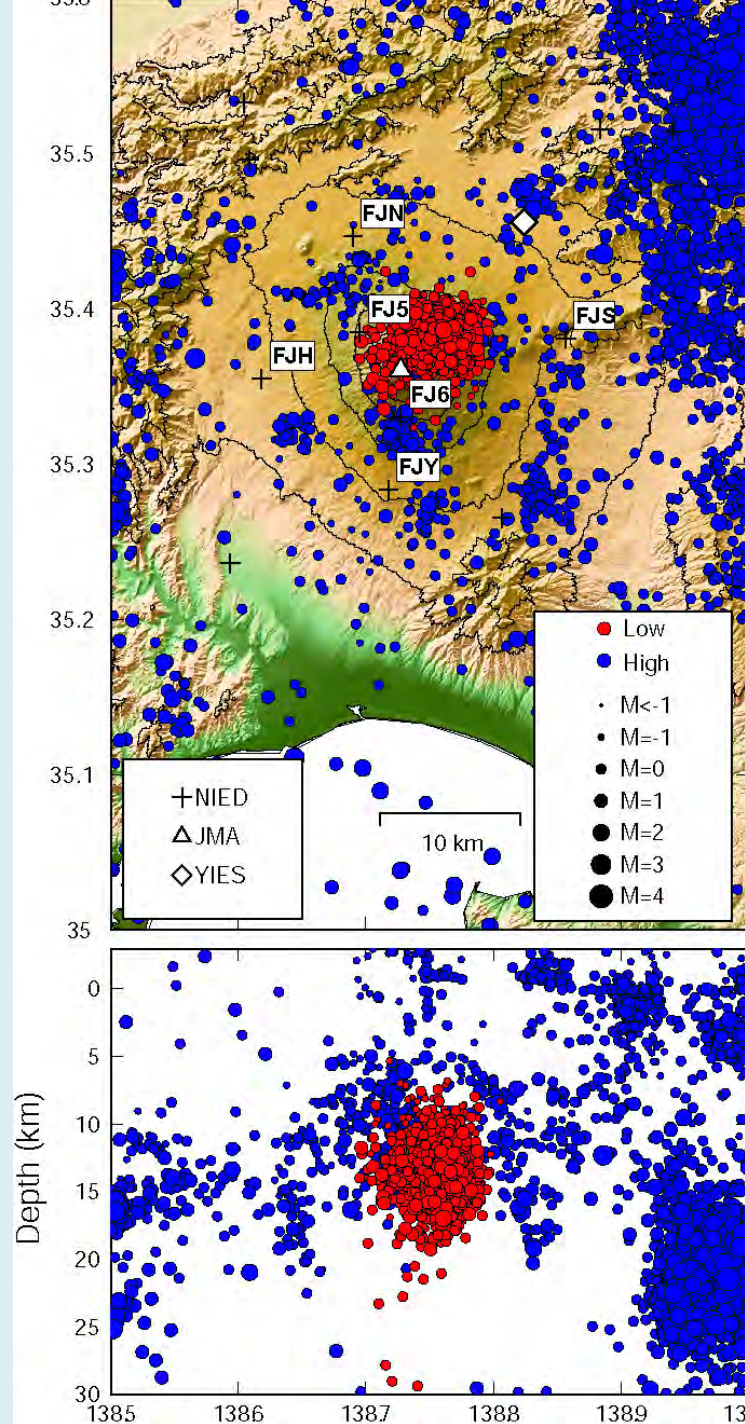 35.5
FJN
35.4
FJ5
FJS
FJH
FJ6
35.3
FJY
35.2
Low
High
M<-1
M=-1
M=0
M=1
M=2
M=3
M=4
35.1
NIED
JMA
YIES
10 km
35
0
5
10
15
20
25
30
Depth (km)
1385
1386
1387
1388
1389